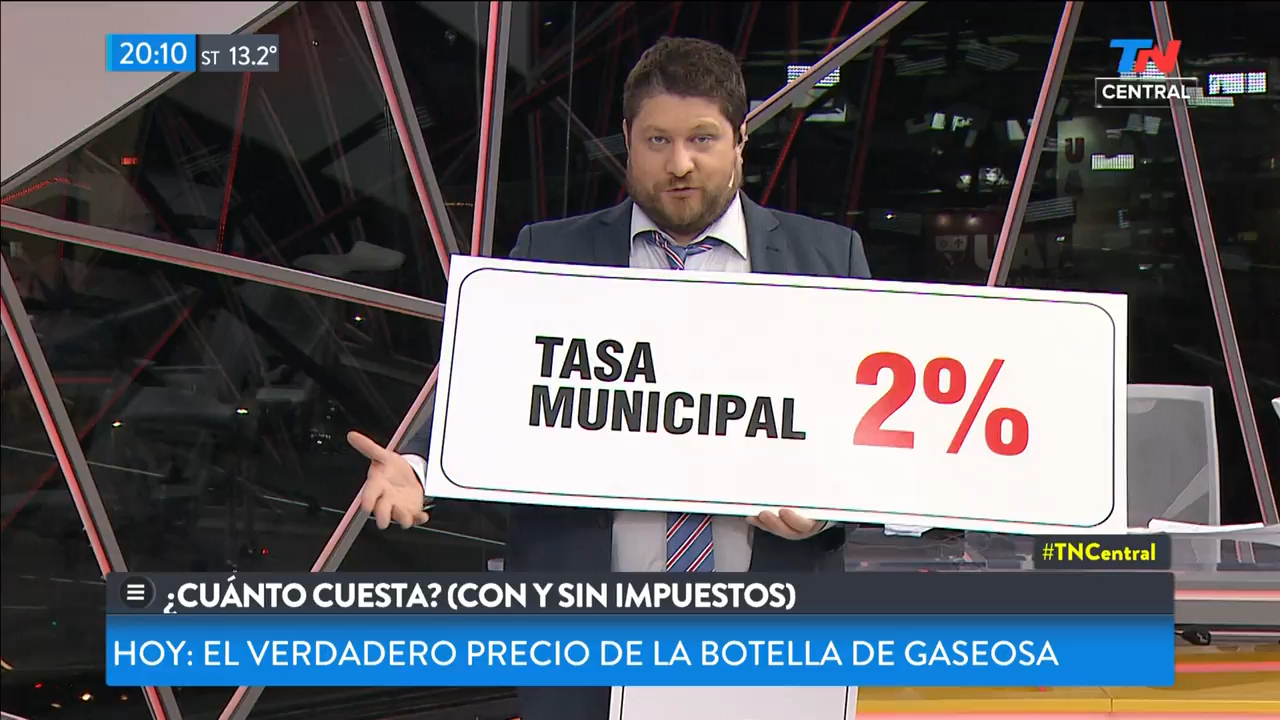 20:10 ST 13.2°
TN
CENTRAL
TASA
MUNICIPAL
2%
#TNCentral
¿CUÁNTO CUESTA? (CON Y SIN IMPUESTOS)
HOY: EL VERDADERO PRECIO DE LA BOTELLA DE GASEOSA